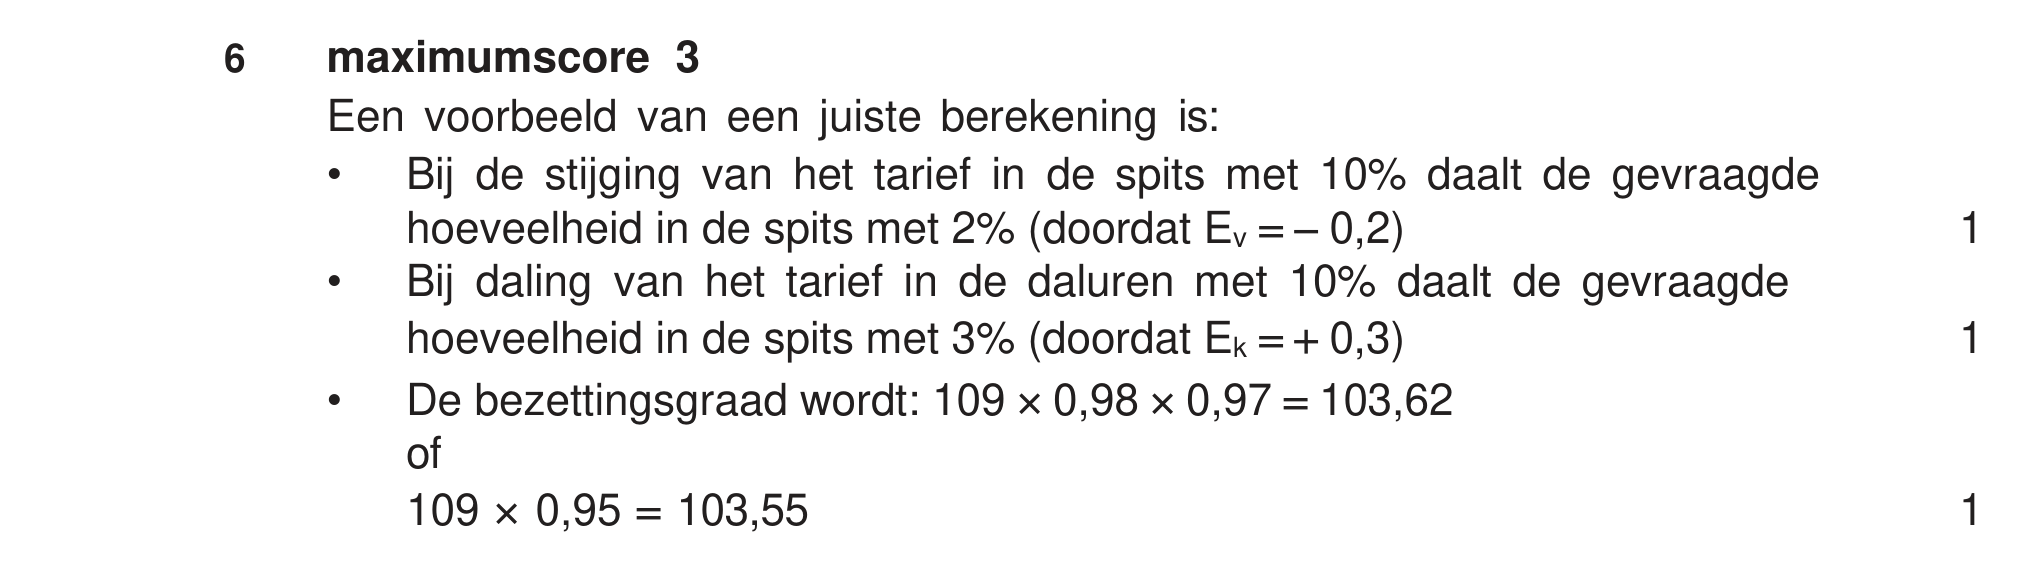 6 maximumscore 3
Een voorbeeld van een juiste berekening is:
• Bij de stijging van het tarief in de spits met 10% daalt de gevraagde
hoeveelheid in de spits met 2% (doordat Eᵥ = – 0,2) 1
• Bij daling van het tarief in de daluren met 10% daalt de gevraagde
hoeveelheid in de spits met 3% (doordat Eₖ = + 0,3) 1
• De bezettingsgraad wordt: 109 × 0,98 × 0,97 = 103,62
of
109 × 0,95 = 103,55 1